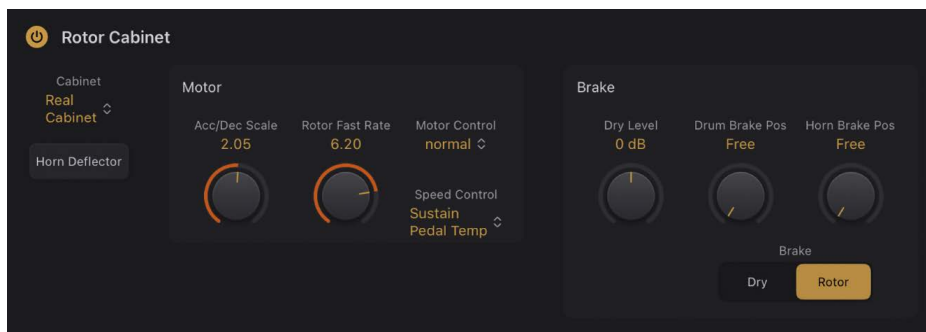 Rotor Cabinet
Cabinet
Real
Cabinet
Horn Deflector
Motor
Acc/Dec Scale
2.05
Rotor Fast Rate
6.20
Motor Control
normal
Speed Control
Sustain
Pedal Temp
Brake
Dry Level
0 dB
Drum Brake Pos
Free
Horn Brake Pos
Free
Brake
Dry
Rotor